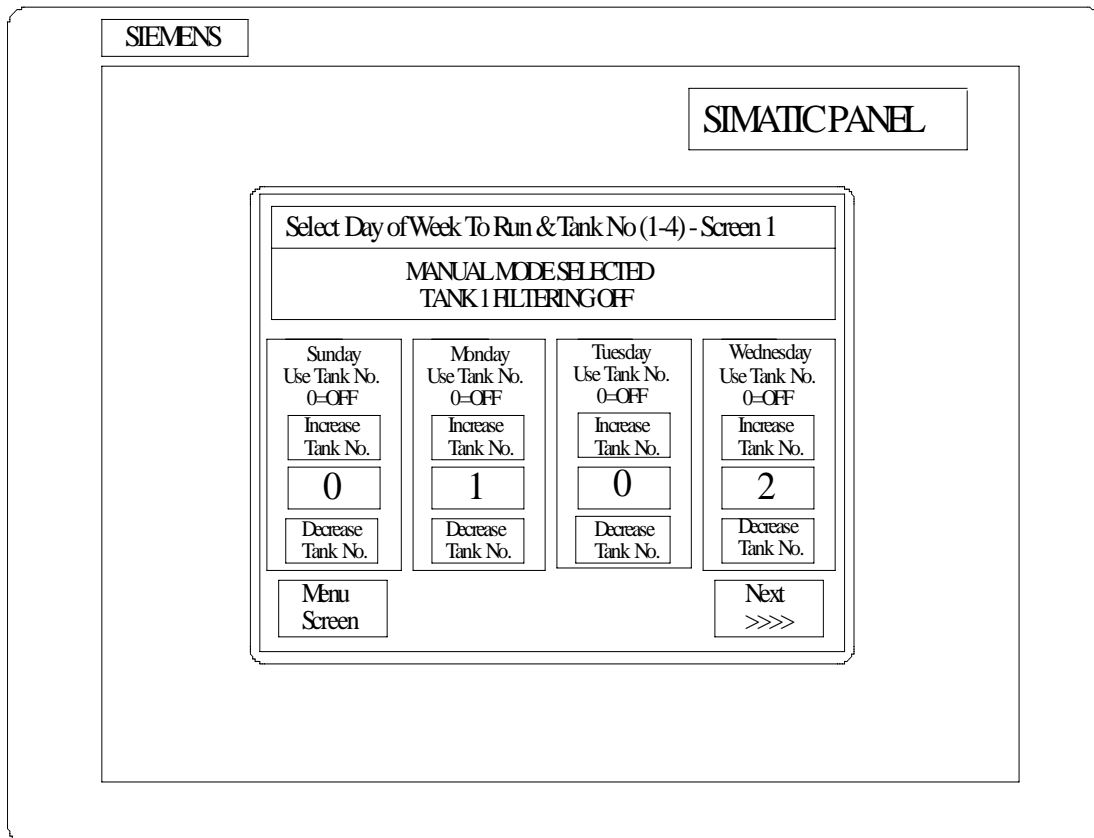 SIEMENS
SIMATIC PANEL
Select Day of Week To Run & Tank No (1-4) - Screen 1
MANUAL MODE SELECTED
TANK 1 FILTERING OFF
Sunday
Use Tank No.
0=OFF
Increase
Tank No.
0
Decrease
Tank No.
Monday
Use Tank No.
0=OFF
Increase
Tank No.
1
Decrease
Tank No.
Tuesday
Use Tank No.
0=OFF
Increase
Tank No.
0
Decrease
Tank No.
Wednesday
Use Tank No.
0=OFF
Increase
Tank No.
2
Decrease
Tank No.
Menu
Screen
Next
>>>>